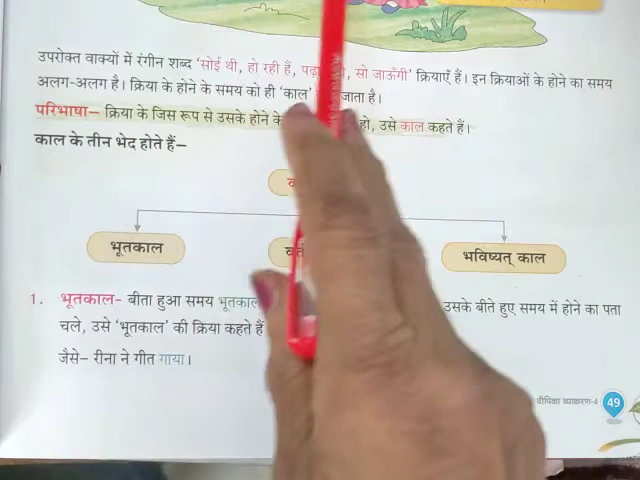 उपरोक्त वाक्यों में रंगीन शब्द 'सोई थी, हो रही हैं, सो जाऊँगी' क्रियाएँ हैं। इन क्रियाओं के होने का समय
अलग-अलग है। क्रिया के होने के समय को ही 'काल' जाता है।
परिभाषा– क्रिया के जिस रूप से उसके होने के हो, उसे काल कहते हैं।
काल के तीन भेद होते हैं–
भूतकाल
भविष्यत् काल
1. भूतकाल- बीता हुआ समय भूतकाल उसके बीते हुए समय में होने का पता
चले, उसे 'भूतकाल' की क्रिया कहते हैं
जैसे– रीना ने गीत गाया।
दीपिका व्याकरण-4 49